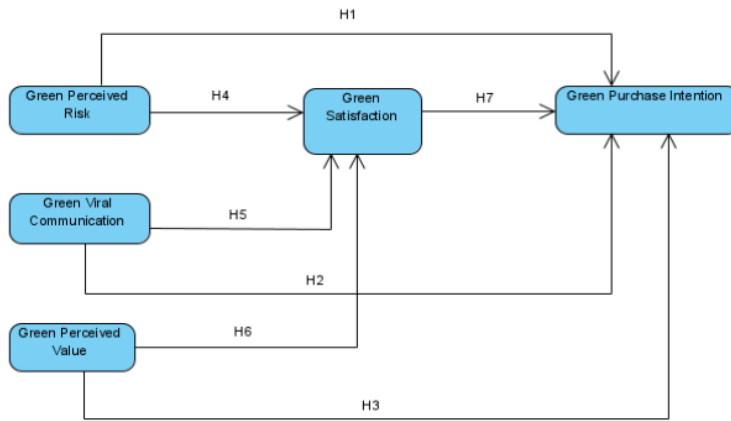 H1
Green Perceived
Risk
H4
Green
Satisfaction
H7
Green Purchase Intention
Green Viral
Communication
H5
H2
Green Perceived
Value
H6
H3